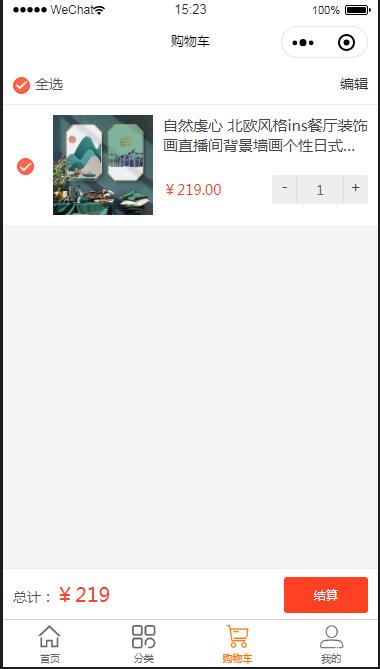 WeChat 15:23 100%
购物车
全选 编辑
自然虔心 北欧风格ins餐厅装饰
画直播间背景墙画个性日式...
¥219.00 - 1 +
总计：¥219 结算
首页 分类 购物车 我的